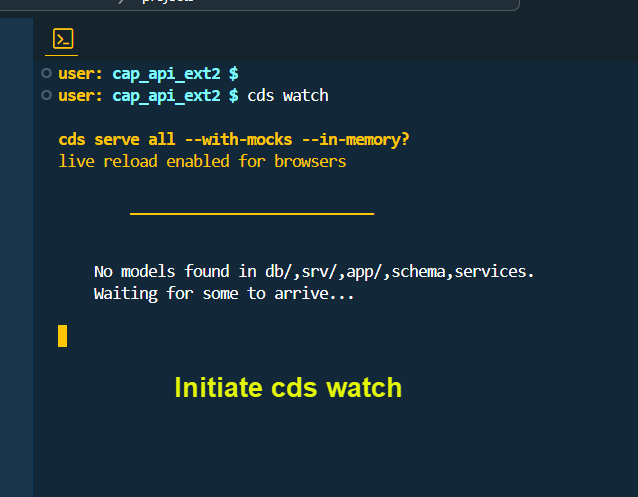 projects
user: cap_api_ext2 $
user: cap_api_ext2 $ cds watch
cds serve all --with-mocks --in-memory?
live reload enabled for browsers
___________________________
No models found in db/,srv/,app/,schema,services.
Waiting for some to arrive...
Initiate cds watch